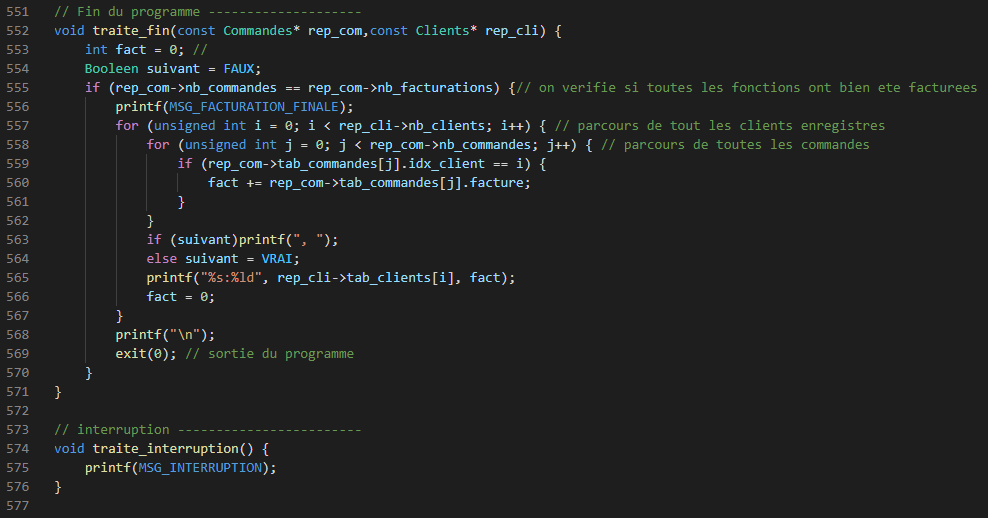 551 // Fin du programme --------------------
552 void traite_fin(const Commandes* rep_com,const Clients* rep_cli) {
553     int fact = 0; //
554     Booleen suivant = FAUX;
555     if (rep_com->nb_commandes == rep_com->nb_facturations) {// on verifie si toutes les fonctions ont bien ete facturees
556         printf(MSG_FACTURATION_FINALE);
557         for (unsigned int i = 0; i < rep_cli->nb_clients; i++) { // parcours de tout les clients enregistres
558             for (unsigned int j = 0; j < rep_com->nb_commandes; j++) { // parcours de toutes les commandes
559                 if (rep_com->tab_commandes[j].idx_client == i) {
560                     fact += rep_com->tab_commandes[j].facture;
561                 }
562             }
563             if (suivant)printf(", ");
564             else suivant = VRAI;
565             printf("%s:%ld", rep_cli->tab_clients[i], fact);
566             fact = 0;
567         }
568         printf("\n");
569         exit(0); // sortie du programme
570     }
571 }
572
573 // interruption ------------------------
574 void traite_interruption() {
575     printf(MSG_INTERRUPTION);
576 }
577